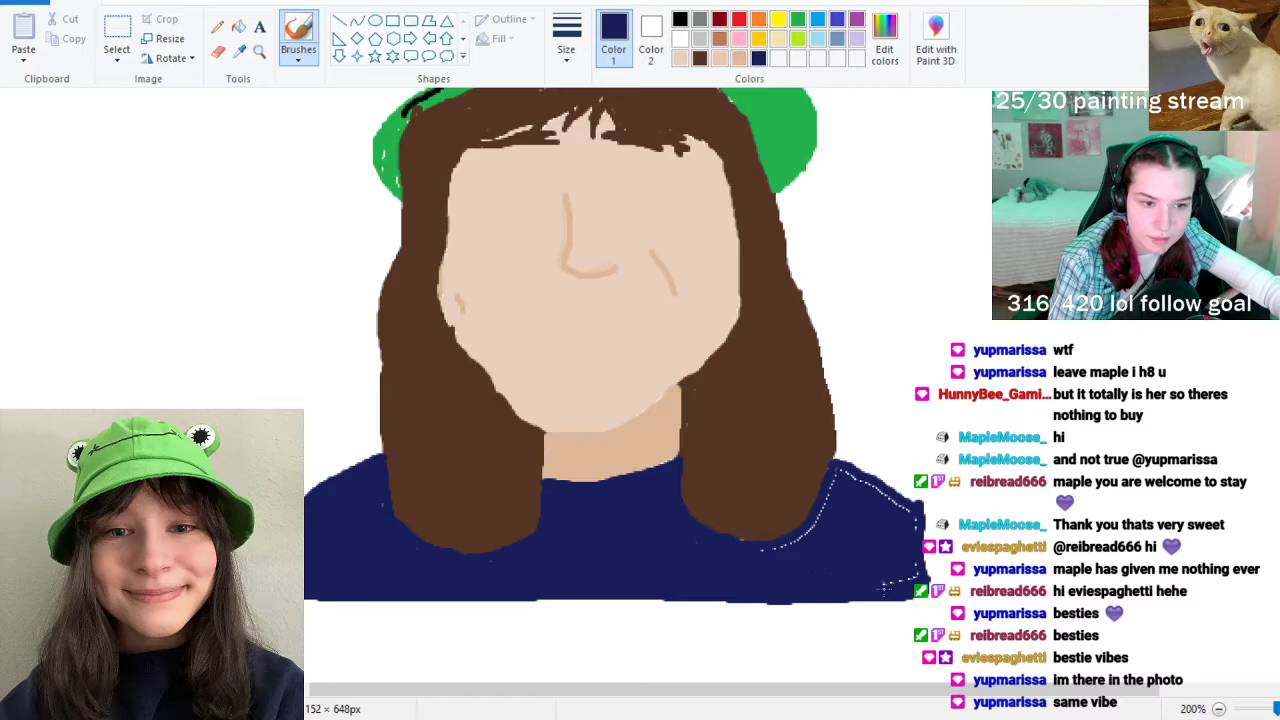 Paste
Cut
Copy
Clipboard
Select
Crop
Resize
Rotate
Image
A
Tools
Brushes
Outline
Fill
Shapes
Size
Color
1
Color
2
Edit
colors
Colors
Edit with
Paint 3D
25/30 painting stream
316/420 lol follow goal
yupmarissa wtf
yupmarissa leave maple i h8 u
HunnyBee_Gami... but it totally is her so theres
nothing to buy
MapleMoose_ hi
MapleMoose_ and not true @yupmarissa
reibread666 maple you are welcome to stay
MapleMoose_ Thank you thats very sweet
eviespaghetti @reibread666 hi
yupmarissa maple has given me nothing ever
reibread666 hi eviespaghetti hehe
yupmarissa besties
reibread666 besties
eviespaghetti bestie vibes
yupmarissa im there in the photo
yupmarissa same vibe
152 × 648px
200%